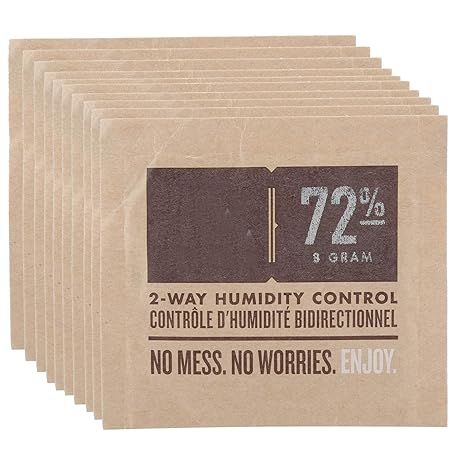 72%
8 GRAM
2-WAY HUMIDITY CONTROL
CONTRÔLE D'HUMIDITÉ BIDIRECTIONNEL
NO MESS. NO WORRIES. ENJOY.